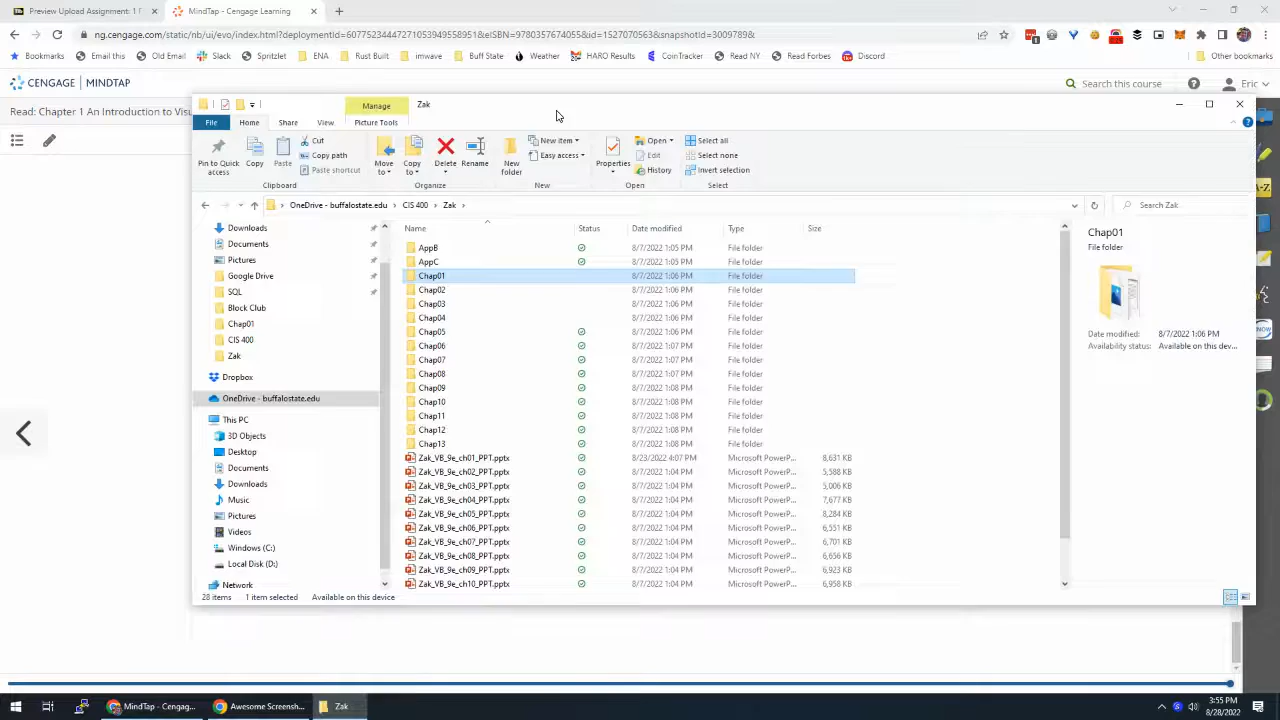 Preview Upload Assignment: 1 F
MindTap - Cengage Learning
ng.cengage.com/static/nb/ui/evo/index.html?deploymentId=60775234447271053949558951&eISBN=9780357674055&id=1527070563&snapshotId=3009789&
Bookmarks Email this Old Email Slack Spritzlet ENA Rust Built imwave Buff State Weather HARO Results CoinTracker Read NY Read Forbes Discord Other bookmarks
CENGAGE MINDTAP Search this course Eric
Read: Chapter 1 An Introduction to Visu
Manage Zak
File Home Share View Picture Tools
Pin to Quick access
Copy
Paste
Cut
Copy path
Paste shortcut
Move to
Copy to
Delete
Rename
New folder
New item
Easy access
Properties
Open
Edit
History
Select all
Select none
Invert selection
Clipboard Organize New Open Select
OneDrive - buffalostate.edu CIS 400 Zak Search Zak
Downloads
Documents
Pictures
Google Drive
SQL
Block Club
Chap01
CIS 400
Zak
Dropbox
OneDrive - buffalostate.edu
This PC
3D Objects
Desktop
Documents
Downloads
Music
Pictures
Videos
Windows (C:)
Local Disk (D:)
Network
Name Status Date modified Type Size
AppB 8/7/2022 1:05 PM File folder
AppC 8/7/2022 1:05 PM File folder
Chap01 8/7/2022 1:06 PM File folder
Chap02 8/7/2022 1:06 PM File folder
Chap03 8/7/2022 1:06 PM File folder
Chap04 8/7/2022 1:06 PM File folder
Chap05 8/7/2022 1:06 PM File folder
Chap06 8/7/2022 1:07 PM File folder
Chap07 8/7/2022 1:07 PM File folder
Chap08 8/7/2022 1:07 PM File folder
Chap09 8/7/2022 1:08 PM File folder
Chap10 8/7/2022 1:08 PM File folder
Chap11 8/7/2022 1:08 PM File folder
Chap12 8/7/2022 1:08 PM File folder
Chap13 8/7/2022 1:08 PM File folder
Zak_VB_9e_ch01_PPT.pptx 8/23/2022 4:07 PM Microsoft PowerP... 8,631 KB
Zak_VB_9e_ch02_PPT.pptx 8/7/2022 1:04 PM Microsoft PowerP... 5,588 KB
Zak_VB_9e_ch03_PPT.pptx 8/7/2022 1:04 PM Microsoft PowerP... 5,006 KB
Zak_VB_9e_ch04_PPT.pptx 8/7/2022 1:04 PM Microsoft PowerP... 7,677 KB
Zak_VB_9e_ch05_PPT.pptx 8/7/2022 1:04 PM Microsoft PowerP... 8,284 KB
Zak_VB_9e_ch06_PPT.pptx 8/7/2022 1:04 PM Microsoft PowerP... 6,551 KB
Zak_VB_9e_ch07_PPT.pptx 8/7/2022 1:04 PM Microsoft PowerP... 6,701 KB
Zak_VB_9e_ch08_PPT.pptx 8/7/2022 1:04 PM Microsoft PowerP... 6,656 KB
Zak_VB_9e_ch09_PPT.pptx 8/7/2022 1:04 PM Microsoft PowerP... 6,923 KB
Zak_VB_9e_ch10_PPT.pptx 8/7/2022 1:04 PM Microsoft PowerP... 6,958 KB
Chap01
File folder
Date modified: 8/7/2022 1:06 PM
Availability status: Available on this dev...
28 items 1 item selected Available on this device
MindTap - Cengag... Awesome Screensh... Zak
3:55 PM
8/28/2022